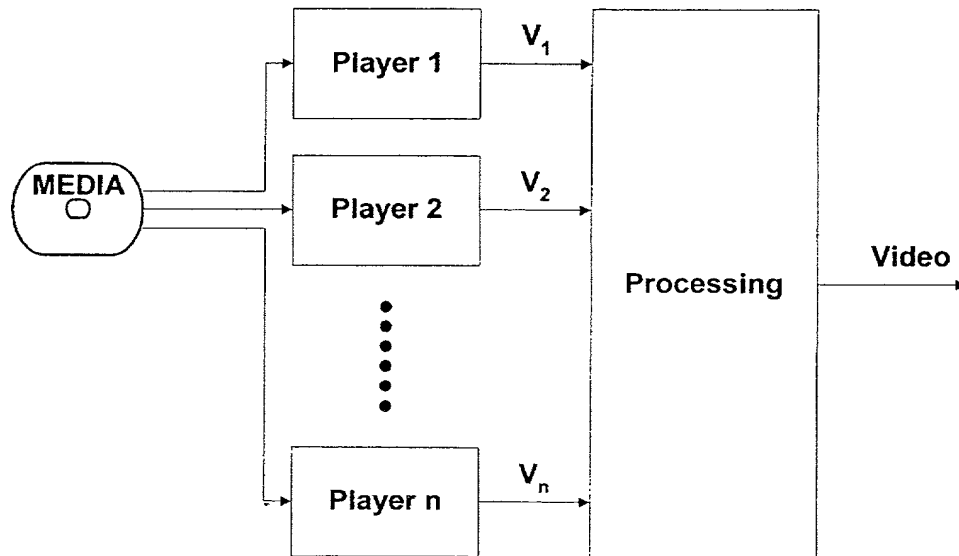 Player 1
V₁
MEDIA
Player 2
V₂
Processing
Video
Player n
Vₙ